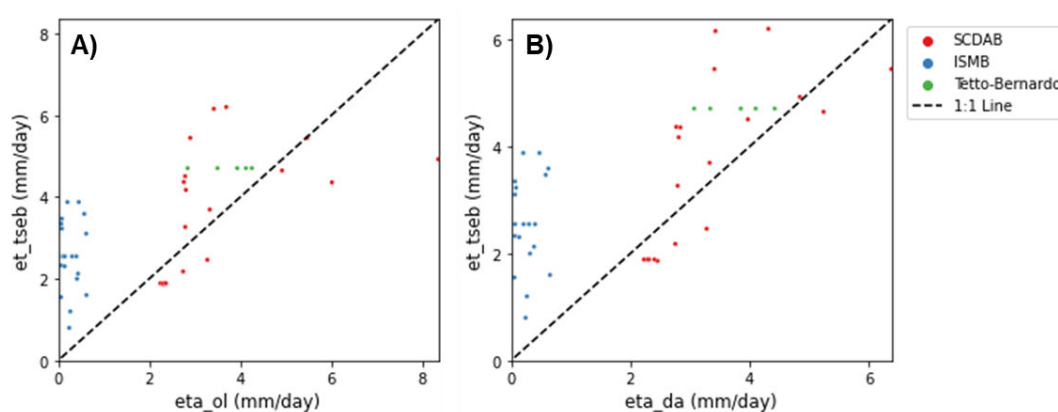 A)
8
6
4
2
0
et_tseb (mm/day)
0 2 4 6 8
eta_ol (mm/day)
B)
6
4
2
0
et_tseb (mm/day)
0 2 4 6
eta_da (mm/day)
SCDAB
ISMB
Tetto-Bernardo
1:1 Line